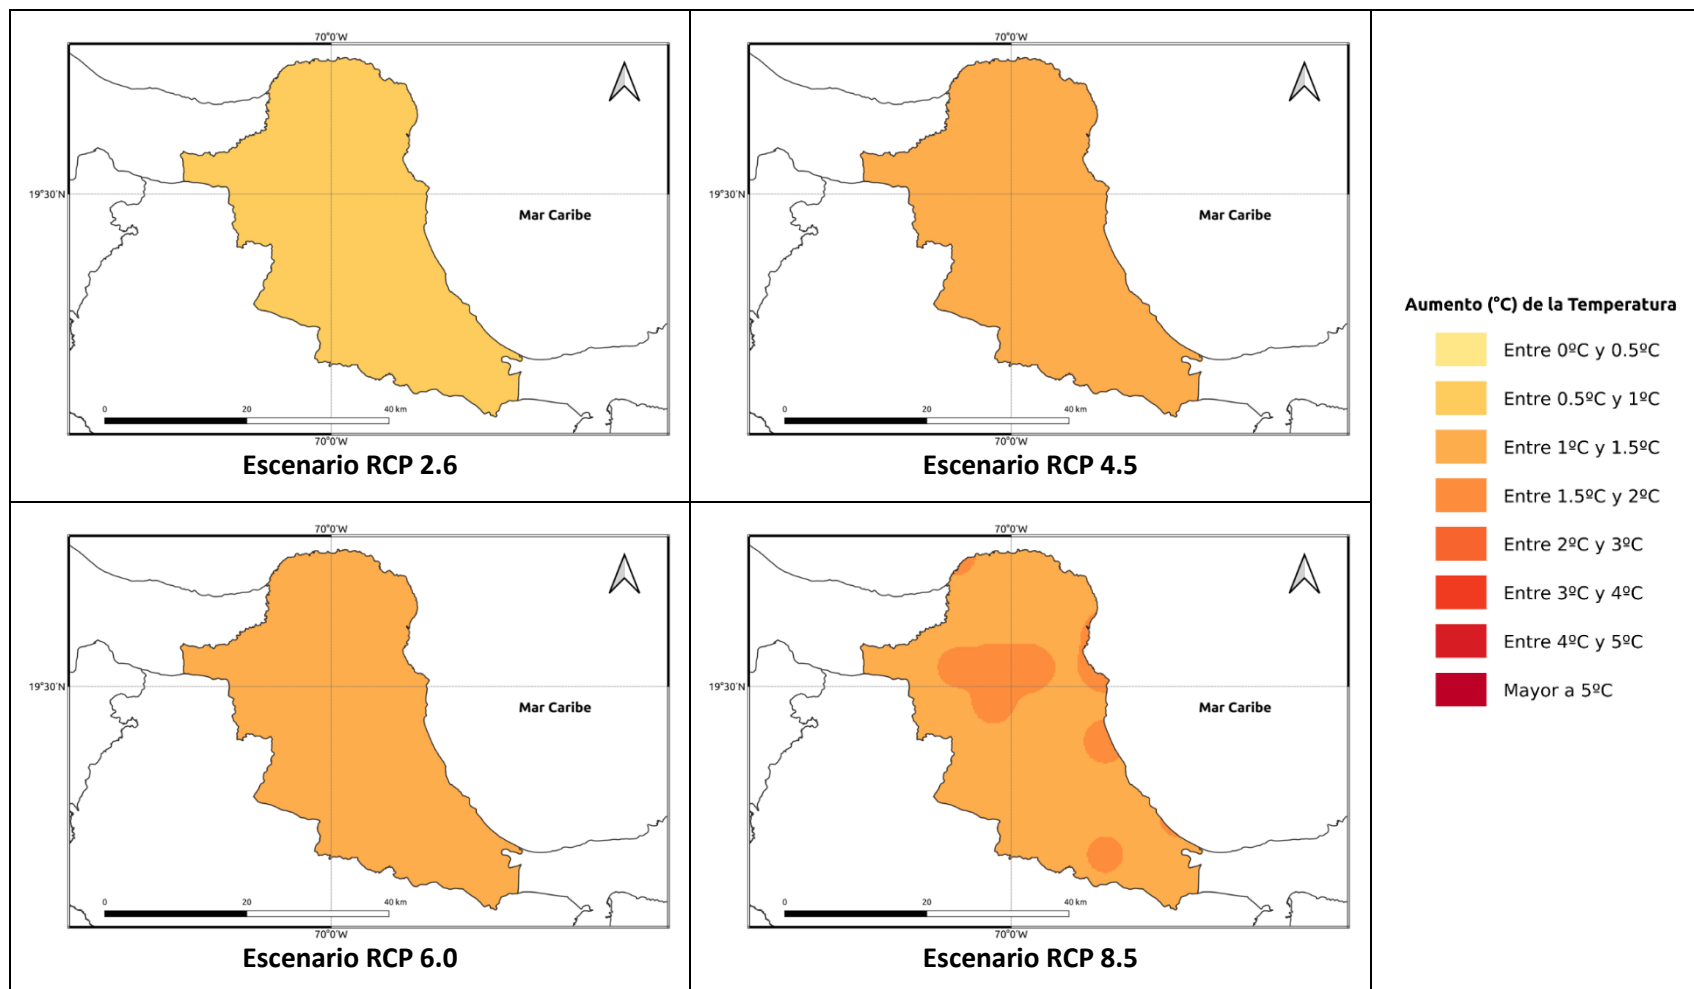 70°0'W
19°30'N
Mar Caribe
0 20 40 km
70°0'W
Escenario RCP 2.6
70°0'W
19°30'N
Mar Caribe
0 20 40 km
70°0'W
Escenario RCP 4.5
70°0'W
19°30'N
Mar Caribe
0 20 40 km
70°0'W
Escenario RCP 6.0
70°0'W
19°30'N
Mar Caribe
0 20 40 km
70°0'W
Escenario RCP 8.5
Aumento (°C) de la Temperatura
Entre 0ºC y 0.5ºC
Entre 0.5ºC y 1ºC
Entre 1ºC y 1.5ºC
Entre 1.5ºC y 2ºC
Entre 2ºC y 3ºC
Entre 3ºC y 4ºC
Entre 4ºC y 5ºC
Mayor a 5ºC